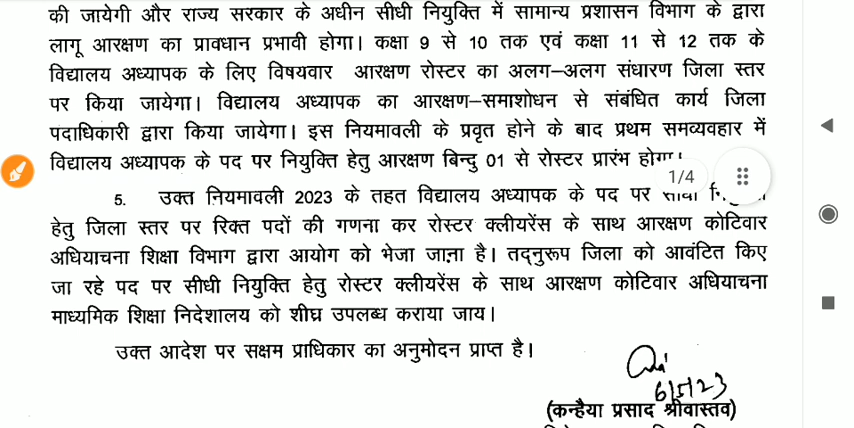 की जायेगी और राज्य सरकार के अधीन सीधी नियुक्ति में सामान्य प्रशासन विभाग के द्वारा
लागू आरक्षण का प्रावधान प्रभावी होगा। कक्षा 9 से 10 तक एवं कक्षा 11 से 12 तक के
विद्यालय अध्यापक के लिए विषयवार आरक्षण रोस्टर का अलग–अलग संधारण जिला स्तर
पर किया जायेगा। विद्यालय अध्यापक का आरक्षण–समाशोधन से संबंधित कार्य जिला
पदाधिकारी द्वारा किया जायेगा। इस नियमावली के प्रवृत होने के बाद प्रथम समव्यवहार में
विद्यालय अध्यापक के पद पर नियुक्ति हेतु आरक्षण बिन्दु 01 से रोस्टर प्रारंभ होगा।
1/4
5. उक्त नियमावली 2023 के तहत विद्यालय अध्यापक के पद पर
हेतु जिला स्तर पर रिक्त पदों की गणना कर रोस्टर क्लीयरेंस के साथ आरक्षण कोटिवार
अधियाचना शिक्षा विभाग द्वारा आयोग को भेजा जाना है। तद्नुरूप जिला को आवंटित किए
जा रहे पद पर सीधी नियुक्ति हेतु रोस्टर क्लीयरेंस के साथ आरक्षण कोटिवार अधियाचना
माध्यमिक शिक्षा निदेशालय को शीघ्र उपलब्ध कराया जाय।
उक्त आदेश पर सक्षम प्राधिकार का अनुमोदन प्राप्त है।
6/5/23
(कन्हैया प्रसाद श्रीवास्तव)